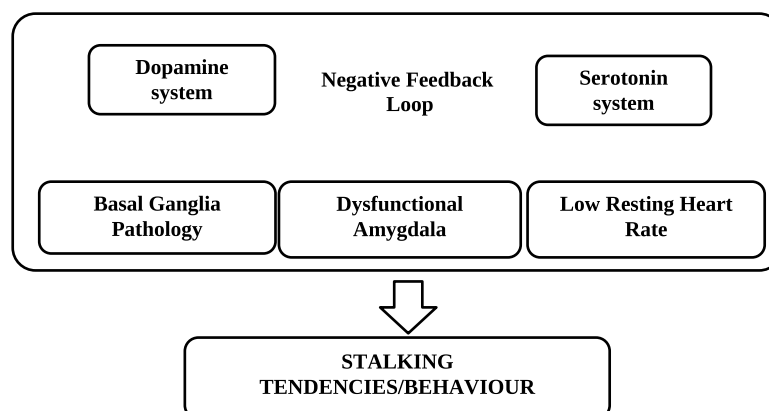 Dopamine
system
Negative Feedback
Loop
Serotonin
system
Basal Ganglia
Pathology
Dysfunctional
Amygdala
Low Resting Heart
Rate
STALKING
TENDENCIES/BEHAVIOUR